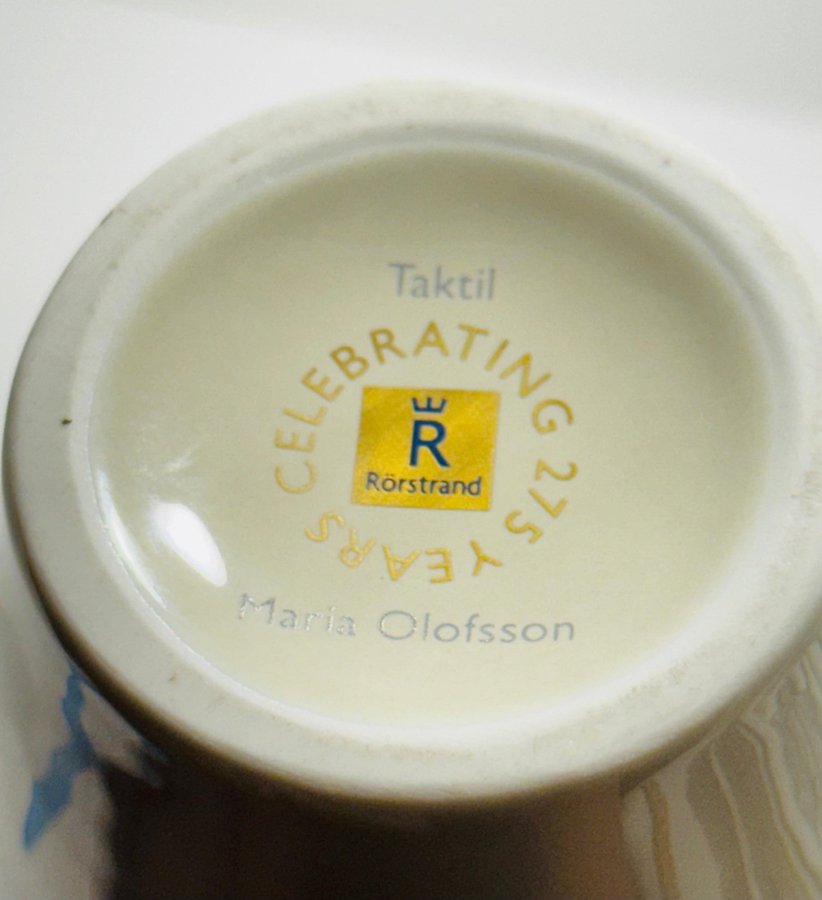 Taktil
CELEBRATING 275 YEARS
R
Rörstrand
Maria Olofsson